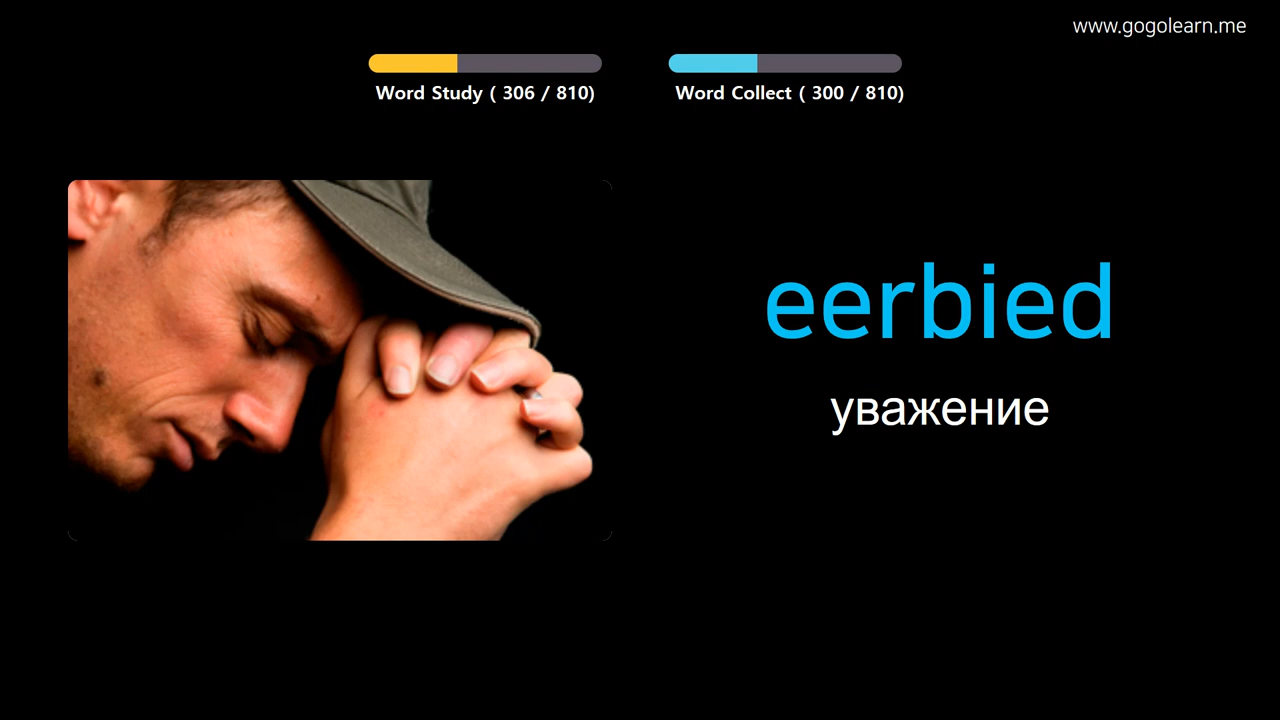 www.gogolearn.me
Word Study ( 306 / 810)
Word Collect ( 300 / 810)
eerbied
уважение